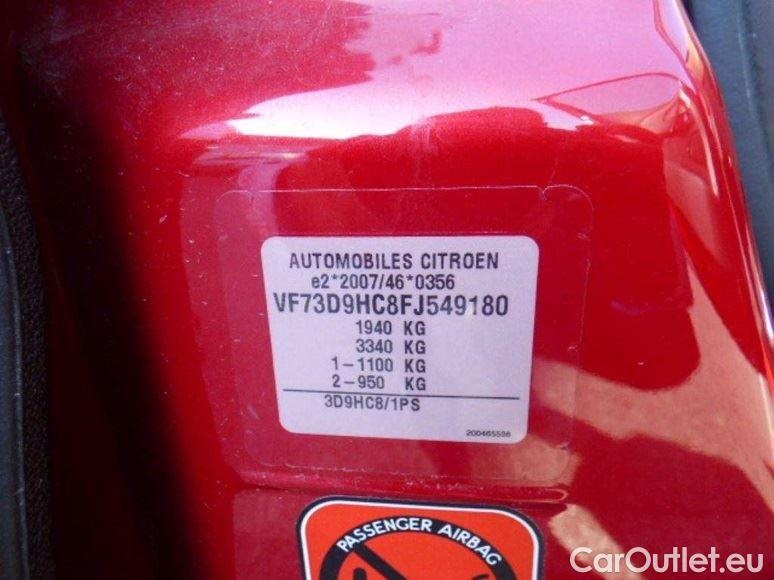 AUTOMOBILES CITROEN
e2*2007/46*0356
VF73D9HC8FJ549180
1940 KG
3340 KG
1-1100 KG
2-950 KG
3D9HC8/1PS
200465598
PASSENGER AIRBAG
CarOutlet.eu